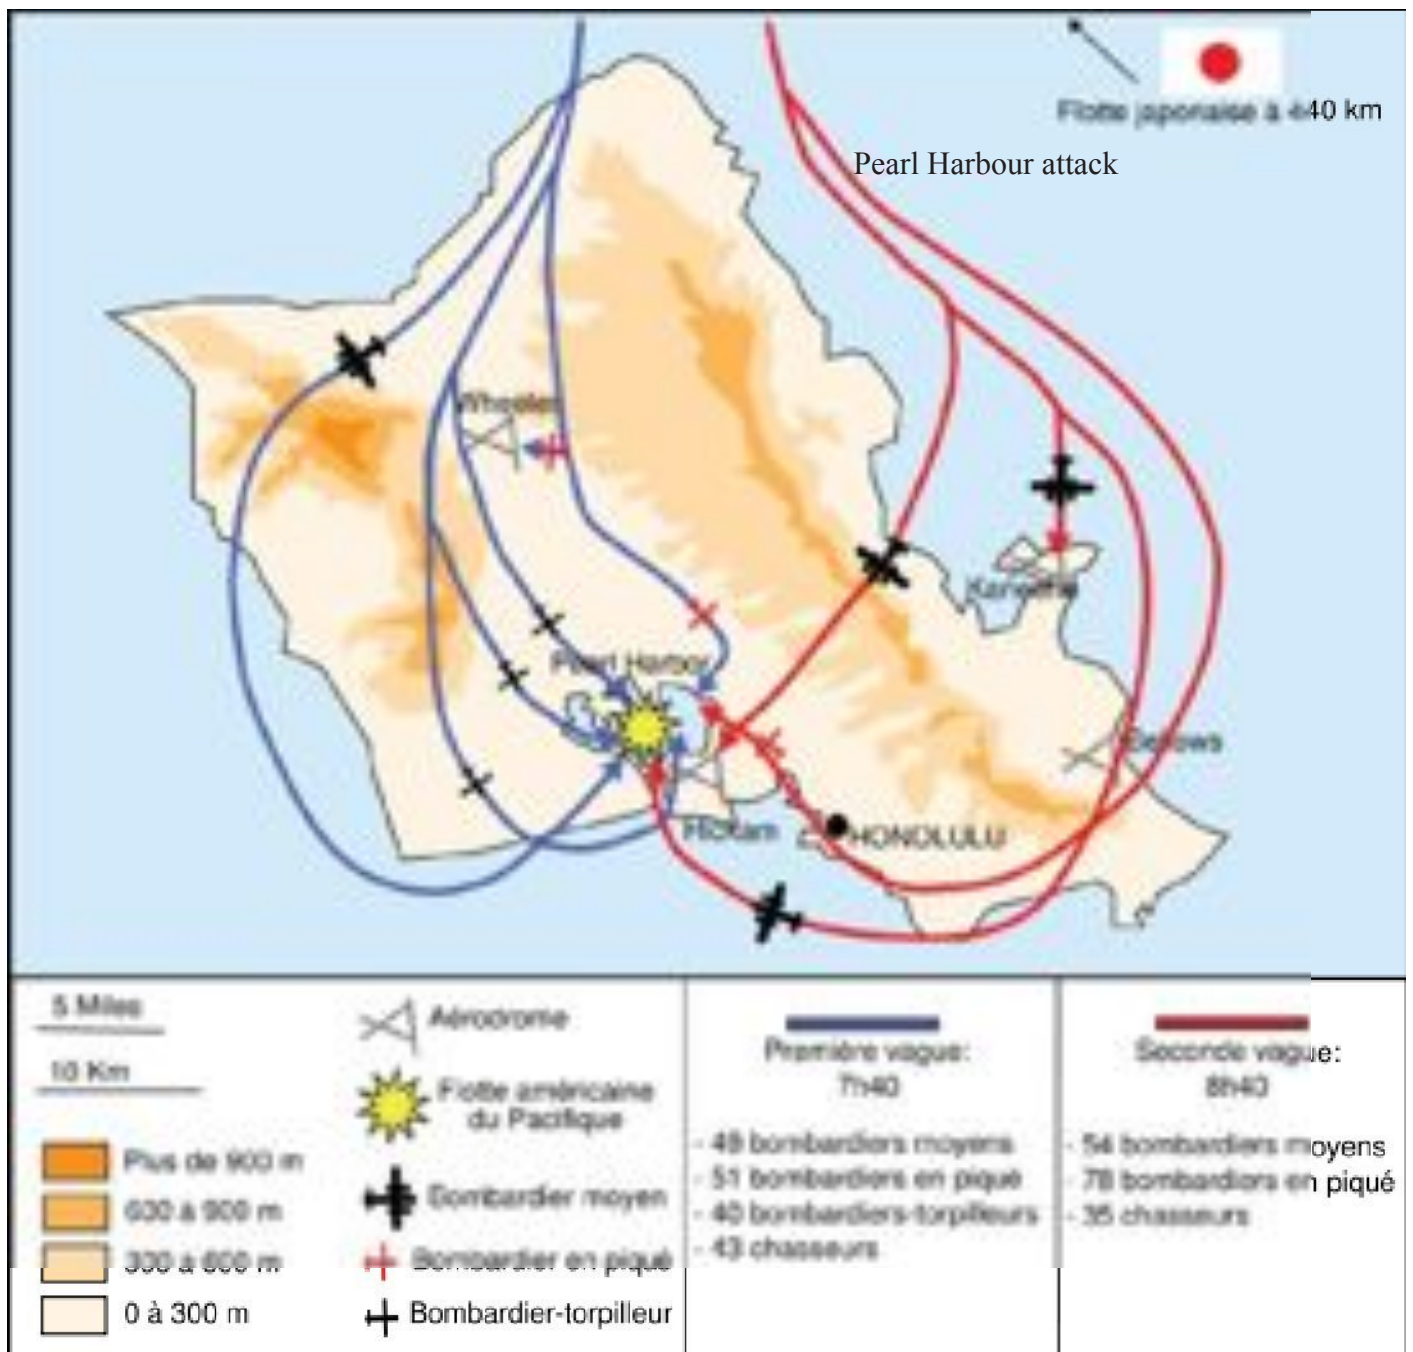 Flotte japonaise à 440 km
Pearl Harbour attack
Wheeler
Kaneohe
Pearl Harbor
Bellows
Hickam
HONOLULU
5 Miles
10 Km
Plus de 900 m
600 à 900 m
300 à 600 m
0 à 300 m
Aérodrome
Flotte américaine
du Pacifique
Bombardier moyen
Bombardier en piqué
Bombardier-torpilleur
Première vague:
7h40
- 49 bombardiers moyens
- 51 bombardiers en piqué
- 40 bombardiers-torpilleurs
- 43 chasseurs
Seconde vague:
8h40
- 54 bombardiers moyens
- 78 bombardiers en piqué
- 35 chasseurs